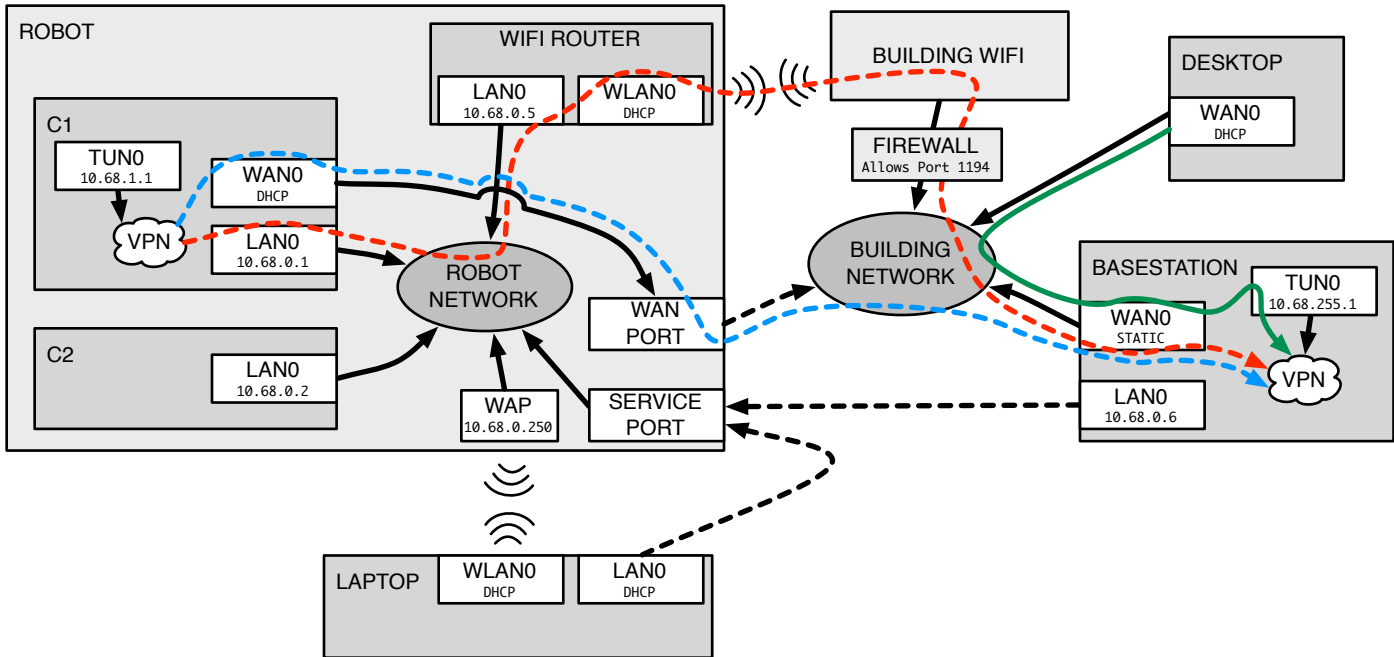 ROBOT
WIFI ROUTER
LAN0
10.68.0.5
WLAN0
DHCP
C1
TUN0
10.68.1.1
VPN
WAN0
DHCP
LAN0
10.68.0.1
ROBOT
NETWORK
WAN
PORT
C2
LAN0
10.68.0.2
WAP
10.68.0.250
SERVICE
PORT
BUILDING WIFI
FIREWALL
Allows Port 1194
BUILDING
NETWORK
DESKTOP
WAN0
DHCP
BASESTATION
TUN0
10.68.255.1
WAN0
STATIC
VPN
LAN0
10.68.0.6
LAPTOP
WLAN0
DHCP
LAN0
DHCP